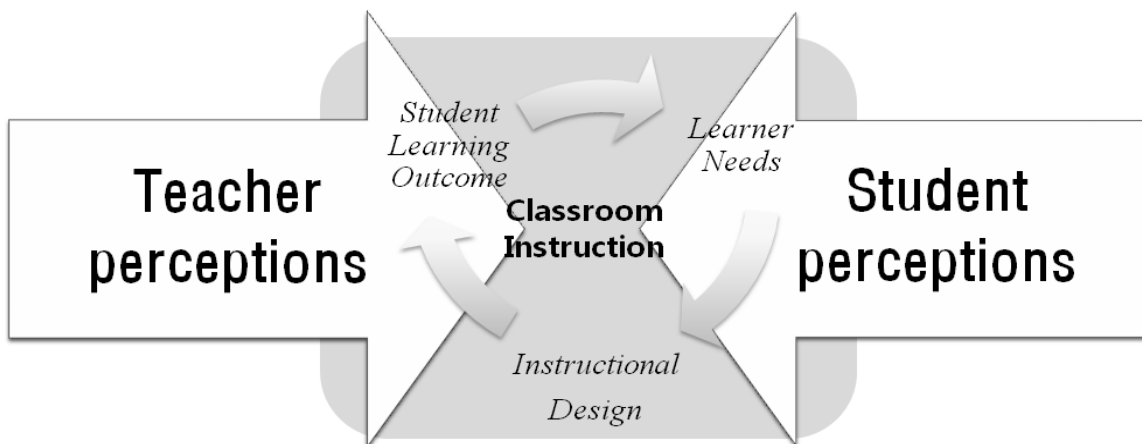 Teacher
perceptions
Student
Learning
Outcome
Classroom
Instruction
Learner
Needs
Instructional
Design
Student
perceptions